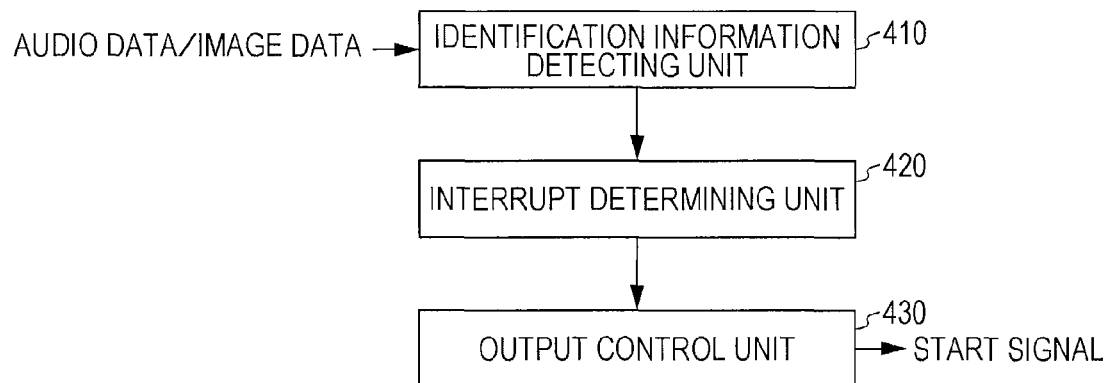 AUDIO DATA/IMAGE DATA
IDENTIFICATION INFORMATION
DETECTING UNIT
410
INTERRUPT DETERMINING UNIT
420
OUTPUT CONTROL UNIT
430
START SIGNAL